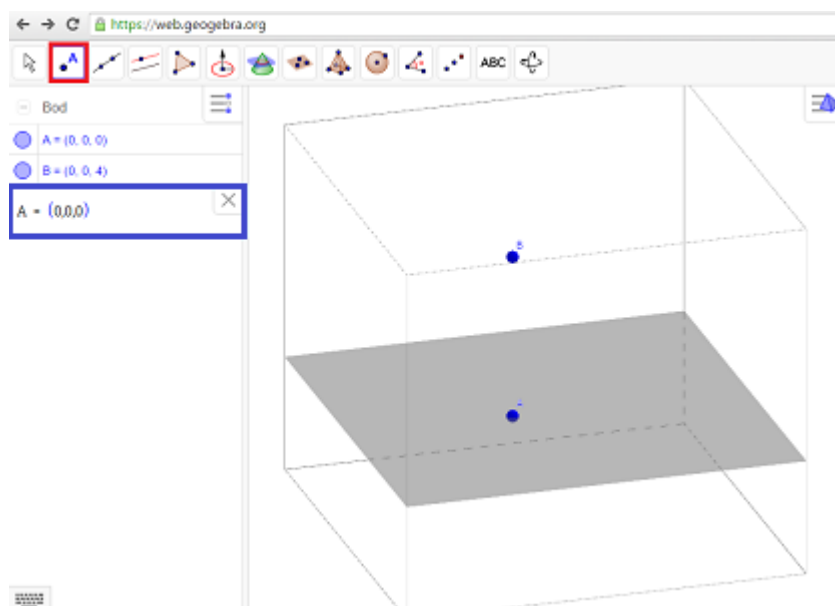 https://web.geogebra.org
A
ABC
Bod
A = (0, 0, 0)
B = (0, 0, 4)
A = (0,0,0)
B